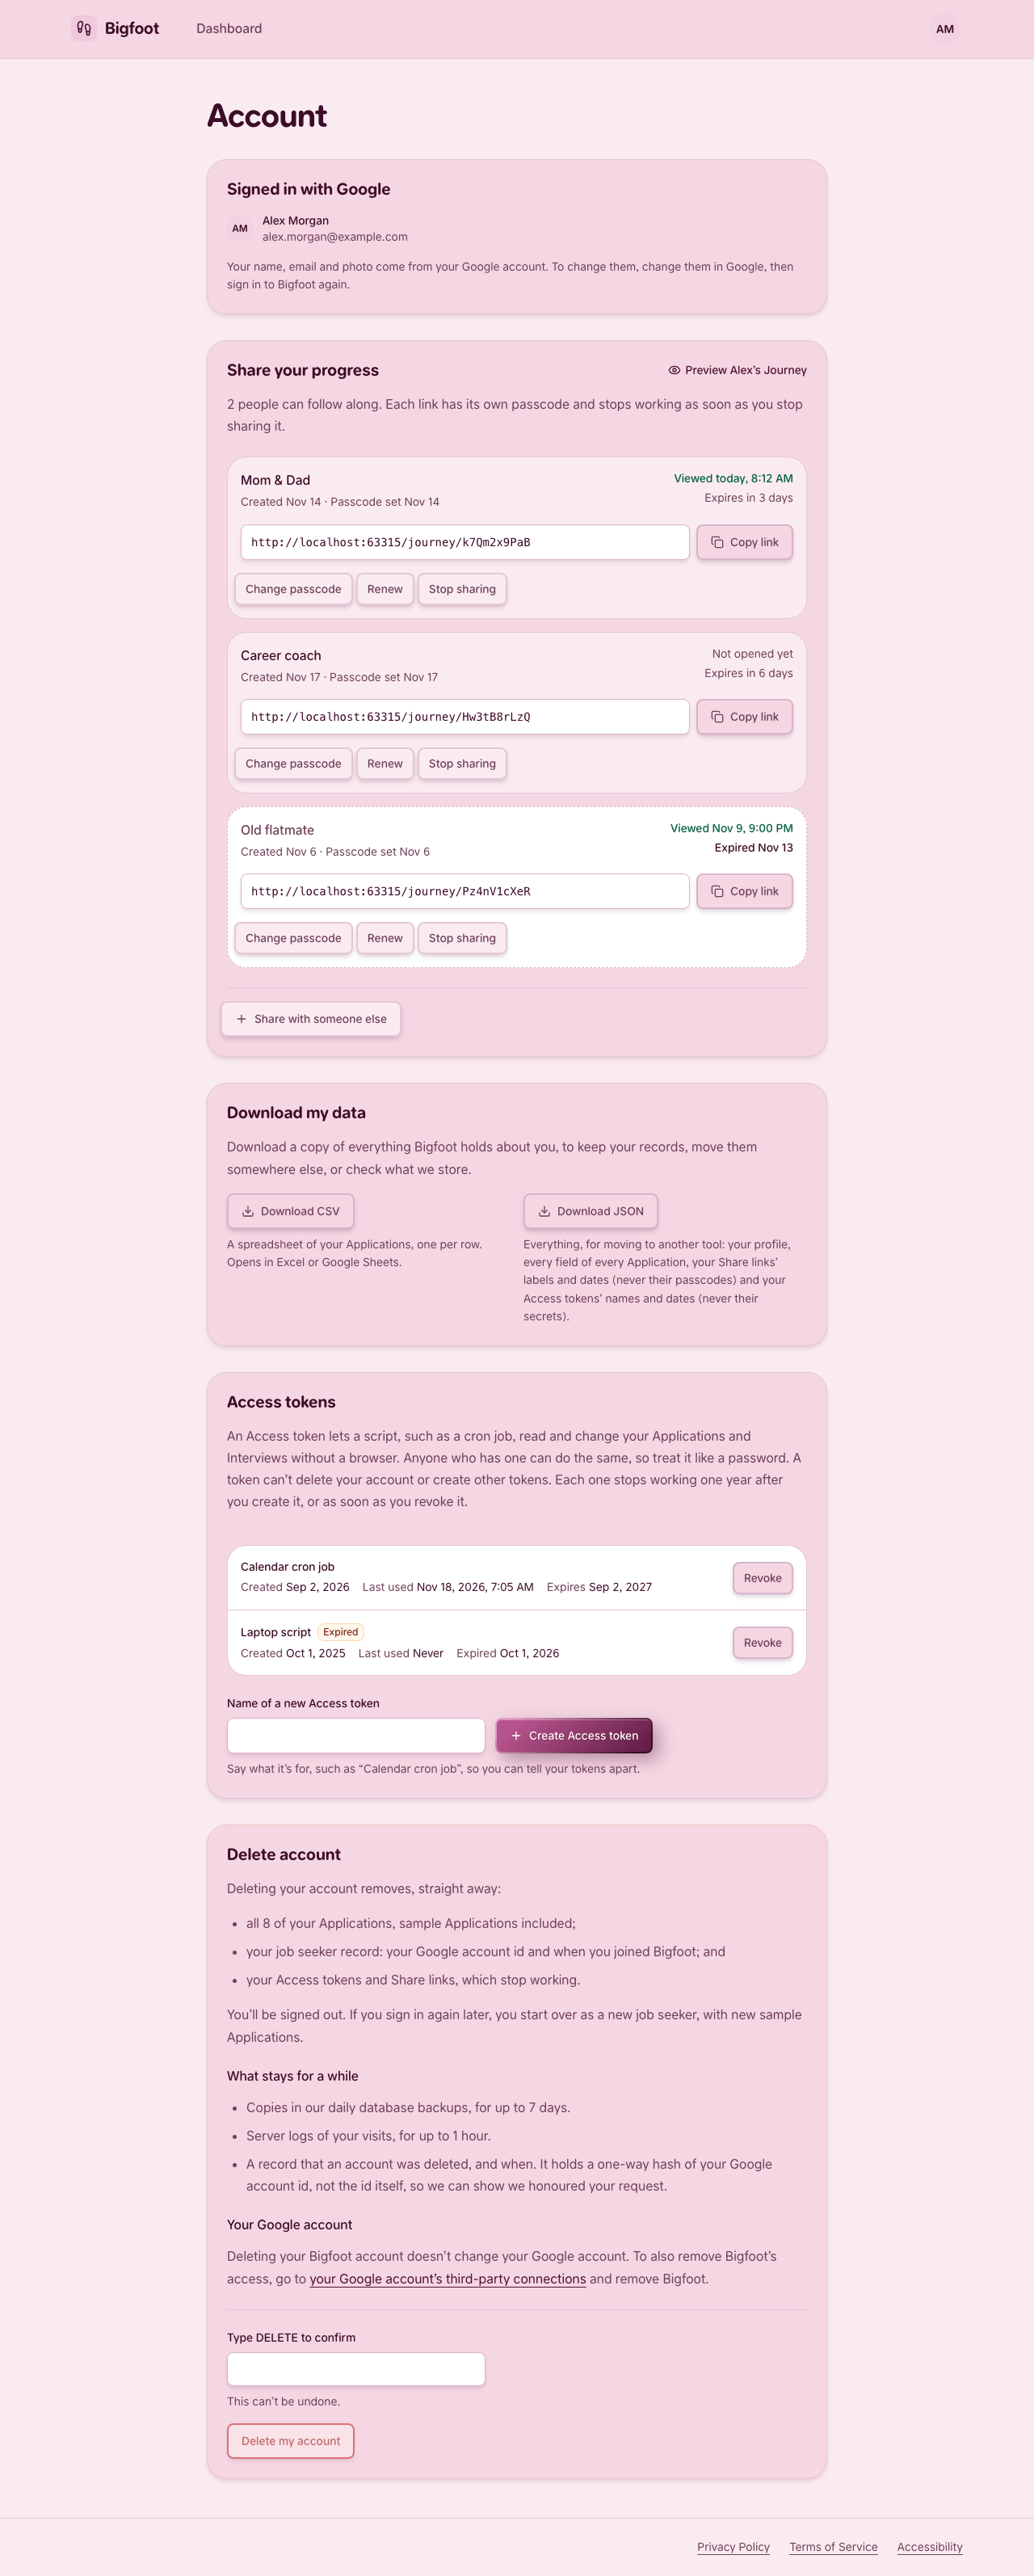 Bigfoot
Dashboard
AM
Account
Signed in with Google
AM
Alex Morgan
alex.morgan@example.com
Your name, email and photo come from your Google account. To change them, change them in Google, then
sign in to Bigfoot again.
Share your progress
Preview Alex's Journey
2 people can follow along. Each link has its own passcode and stops working as soon as you stop
sharing it.
Mom & Dad
Viewed today, 8:12 AM
Created Nov 14 · Passcode set Nov 14
Expires in 3 days
http://localhost:63315/journey/k7Qm2x9PaB
Copy link
Change passcode
Renew
Stop sharing
Career coach
Not opened yet
Created Nov 17 · Passcode set Nov 17
Expires in 6 days
http://localhost:63315/journey/Hw3tB8rLzQ
Copy link
Change passcode
Renew
Stop sharing
Old flatmate
Viewed Nov 9, 9:00 PM
Created Nov 6 · Passcode set Nov 6
Expired Nov 13
http://localhost:63315/journey/Pz4nV1cXeR
Copy link
Change passcode
Renew
Stop sharing
Share with someone else
Download my data
Download a copy of everything Bigfoot holds about you, to keep your records, move them
somewhere else, or check what we store.
Download CSV
A spreadsheet of your Applications, one per row.
Opens in Excel or Google Sheets.
Download JSON
Everything, for moving to another tool: your profile,
every field of every Application, your Share links'
labels and dates (never their passcodes) and your
Access tokens' names and dates (never their
secrets).
Access tokens
An Access token lets a script, such as a cron job, read and change your Applications and
Interviews without a browser. Anyone who has one can do the same, so treat it like a password. A
token can't delete your account or create other tokens. Each one stops working one year after
you create it, or as soon as you revoke it.
Calendar cron job
Created Sep 2, 2026 Last used Nov 18, 2026, 7:05 AM Expires Sep 2, 2027
Revoke
Laptop script Expired
Created Oct 1, 2025 Last used Never Expired Oct 1, 2026
Revoke
Name of a new Access token
Create Access token
Say what it's for, such as “Calendar cron job”, so you can tell your tokens apart.
Delete account
Deleting your account removes, straight away:
• all 8 of your Applications, sample Applications included;
• your job seeker record: your Google account id and when you joined Bigfoot; and
• your Access tokens and Share links, which stop working.
You'll be signed out. If you sign in again later, you start over as a new job seeker, with new sample
Applications.
What stays for a while
• Copies in our daily database backups, for up to 7 days.
• Server logs of your visits, for up to 1 hour.
• A record that an account was deleted, and when. It holds a one-way hash of your Google
account id, not the id itself, so we can show we honoured your request.
Your Google account
Deleting your Bigfoot account doesn't change your Google account. To also remove Bigfoot's
access, go to your Google account's third-party connections and remove Bigfoot.
Type DELETE to confirm
This can't be undone.
Delete my account
Privacy Policy
Terms of Service
Accessibility